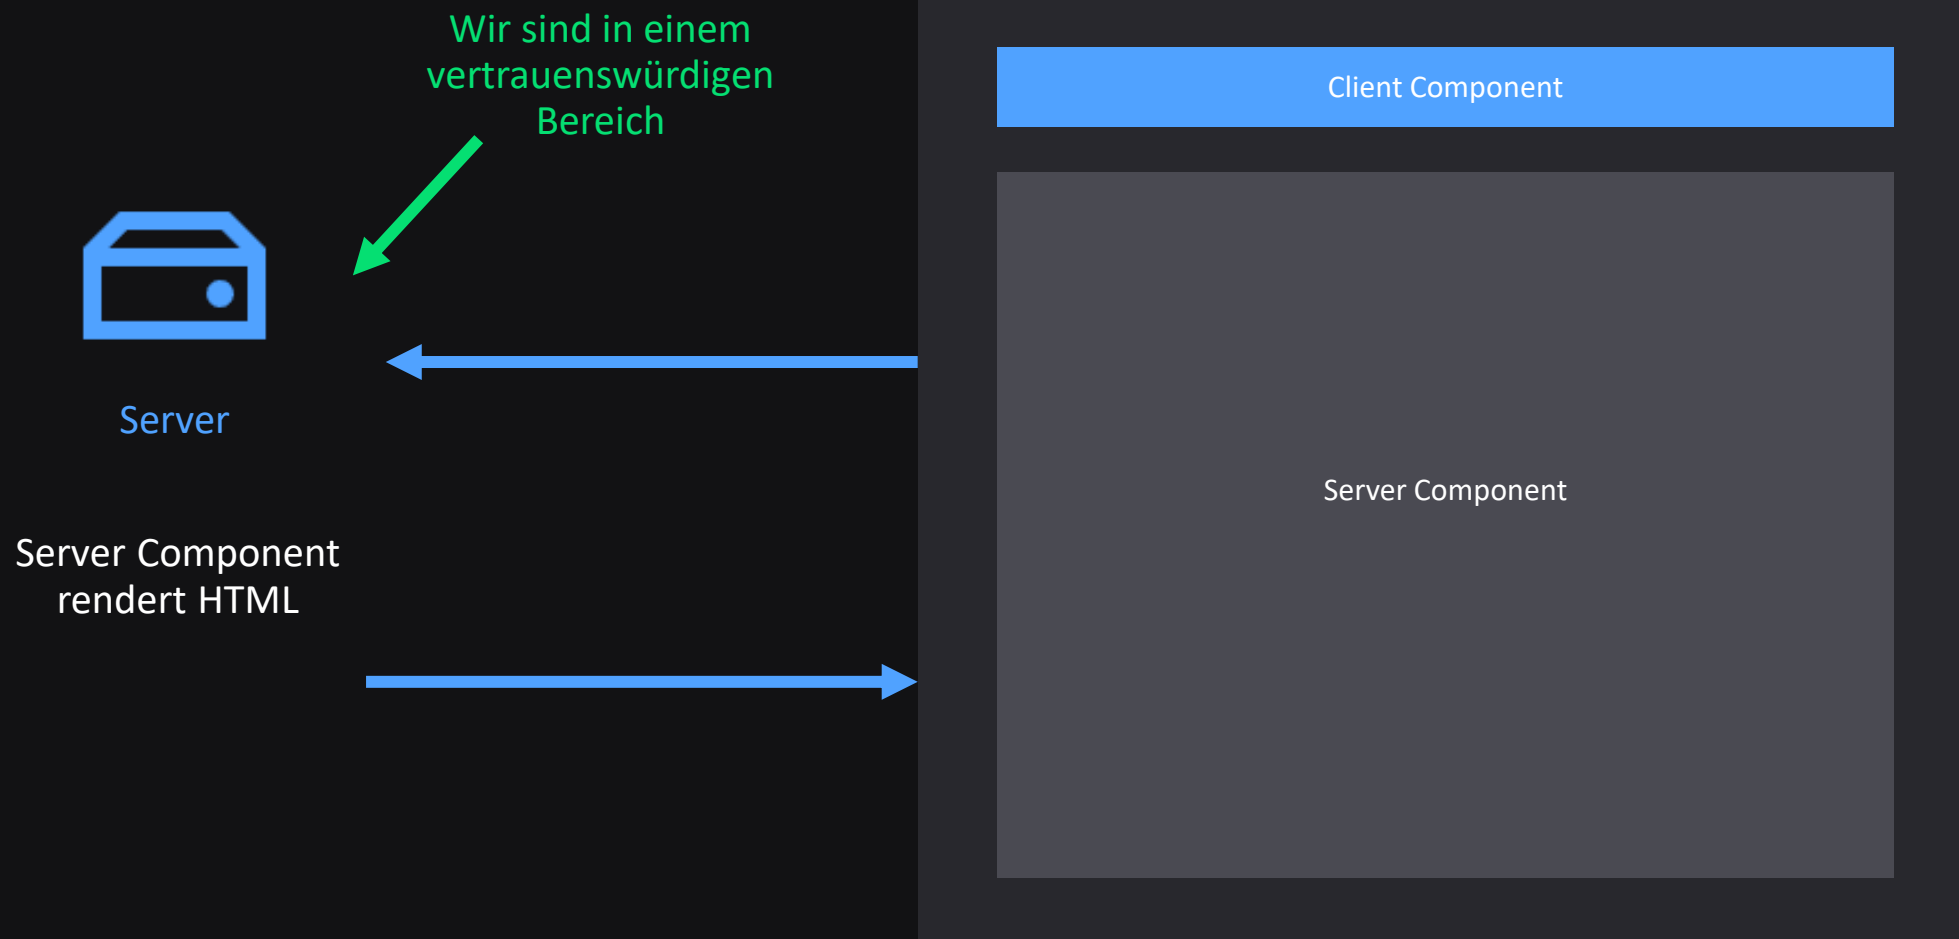 Wir sind in einem
vertrauenswürdigen
Bereich
Server
Server Component
rendert HTML
Client Component
Server Component